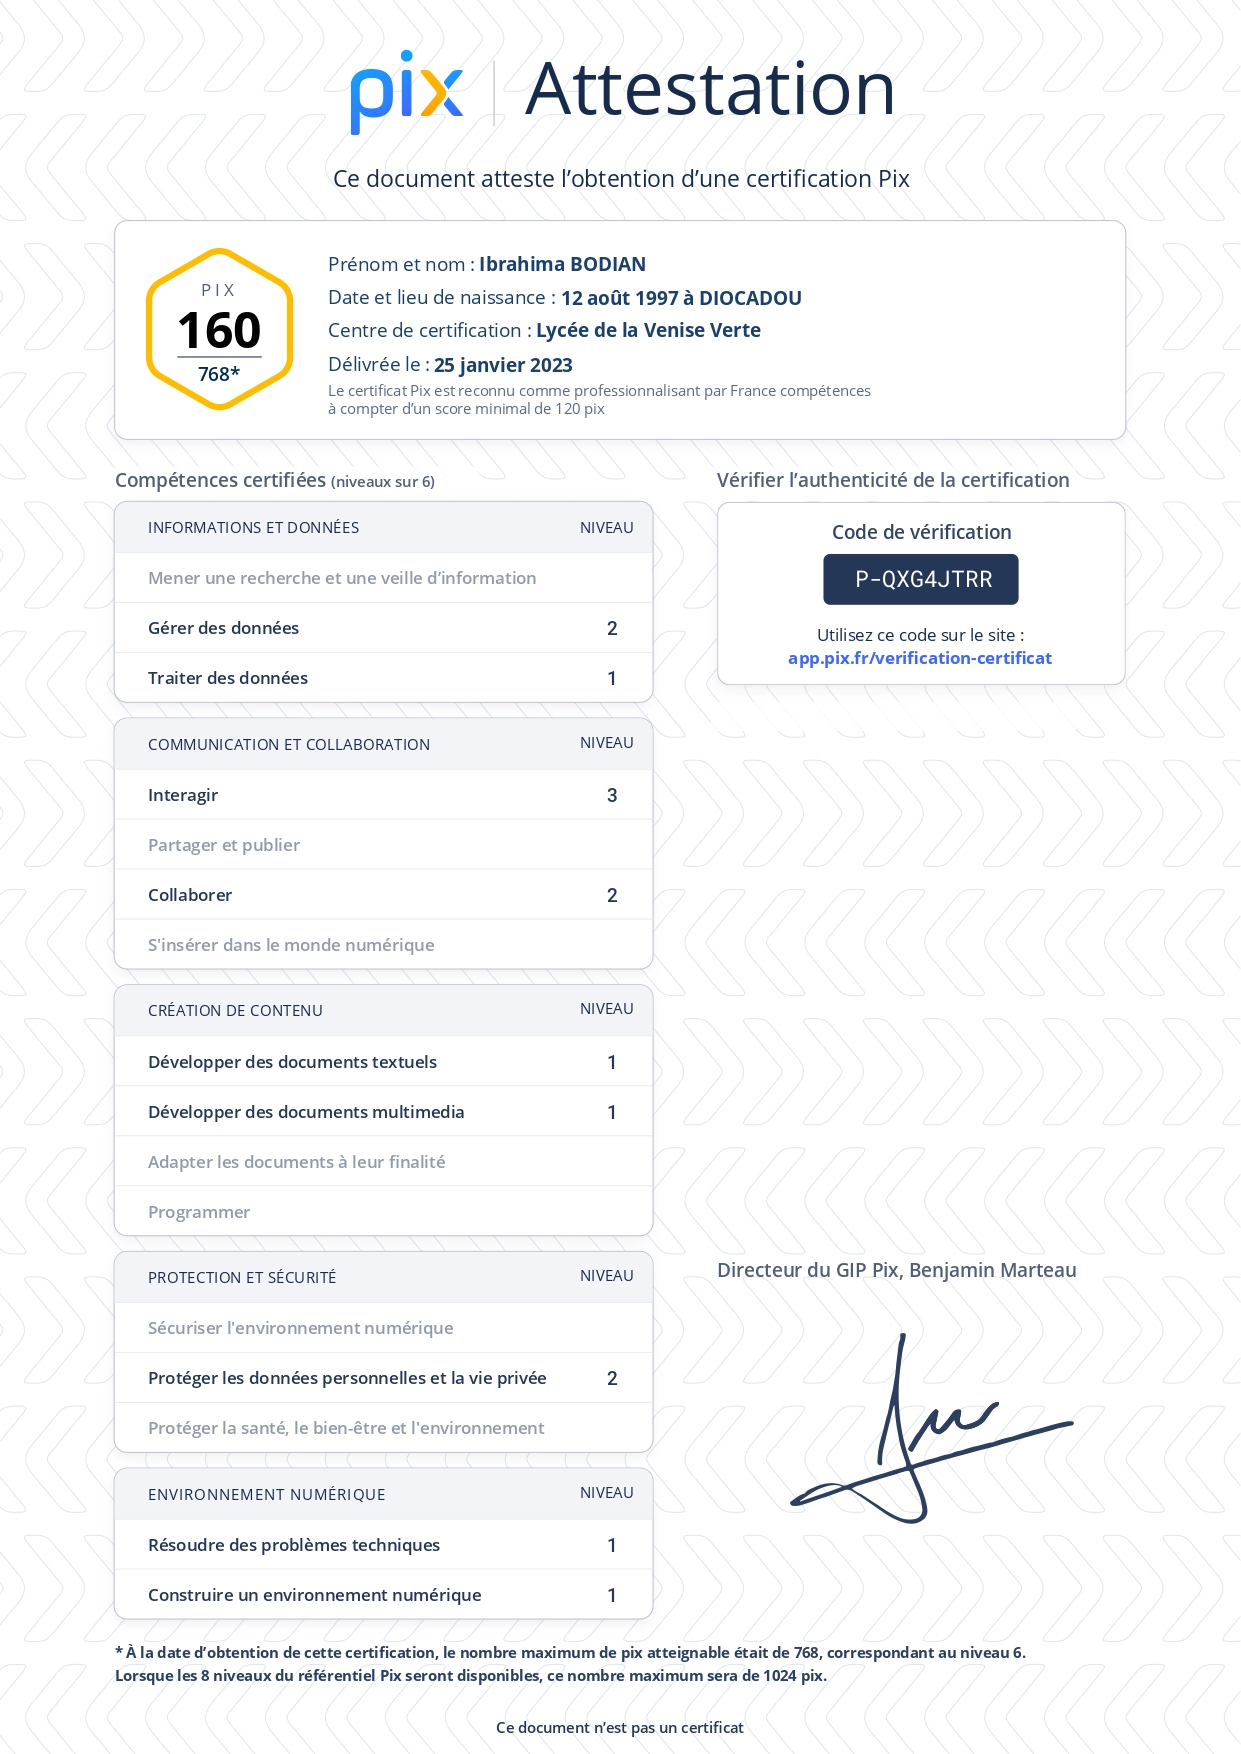 pix | Attestation
Ce document atteste l’obtention d’une certification Pix
PIX
160
768*
Prénom et nom : Ibrahima BODIAN
Date et lieu de naissance : 12 août 1997 à DIOCADOU
Centre de certification : Lycée de la Venise Verte
Délivrée le : 25 janvier 2023
Le certificat Pix est reconnu comme professionnalisant par France compétences
à compter d’un score minimal de 120 pix
Compétences certifiées (niveaux sur 6)
INFORMATIONS ET DONNÉES NIVEAU
Mener une recherche et une veille d’information
Gérer des données 2
Traiter des données 1
COMMUNICATION ET COLLABORATION NIVEAU
Interagir 3
Partager et publier
Collaborer 2
S'insérer dans le monde numérique
CRÉATION DE CONTENU NIVEAU
Développer des documents textuels 1
Développer des documents multimedia 1
Adapter les documents à leur finalité
Programmer
PROTECTION ET SÉCURITÉ NIVEAU
Sécuriser l'environnement numérique
Protéger les données personnelles et la vie privée 2
Protéger la santé, le bien-être et l'environnement
ENVIRONNEMENT NUMÉRIQUE NIVEAU
Résoudre des problèmes techniques 1
Construire un environnement numérique 1
Vérifier l’authenticité de la certification
Code de vérification
P-QXG4JTRR
Utilisez ce code sur le site :
app.pix.fr/verification-certificat
Directeur du GIP Pix, Benjamin Marteau
* À la date d’obtention de cette certification, le nombre maximum de pix atteignable était de 768, correspondant au niveau 6.
Lorsque les 8 niveaux du référentiel Pix seront disponibles, ce nombre maximum sera de 1024 pix.
Ce document n’est pas un certificat